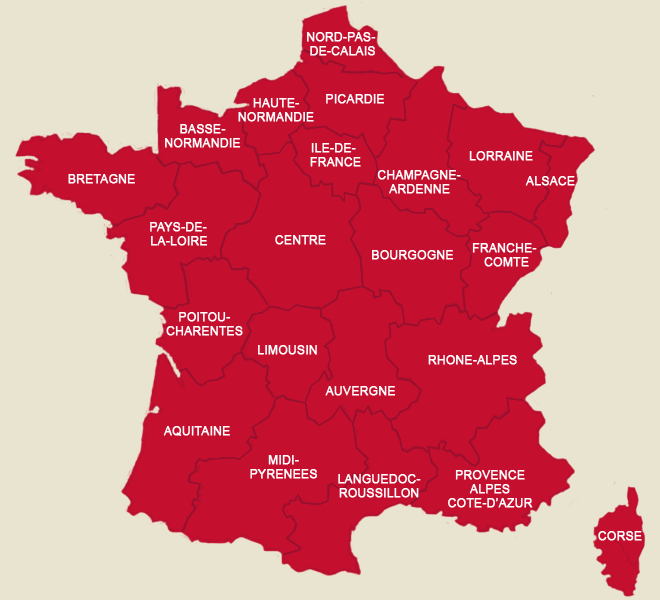 NORD-PAS-
DE-CALAIS
PICARDIE
HAUTE-
NORMANDIE
BASSE-
NORMANDIE
ILE-DE-
FRANCE
LORRAINE
CHAMPAGNE-
ARDENNE
ALSACE
BRETAGNE
PAYS-DE-
LA-LOIRE
CENTRE
BOURGOGNE
FRANCHE-
COMTE
POITOU-
CHARENTES
LIMOUSIN
RHONE-ALPES
AUVERGNE
AQUITAINE
MIDI-
PYRENEES
LANGUEDOC-
ROUSSILLON
PROVENCE
ALPES
COTE-D'AZUR
CORSE